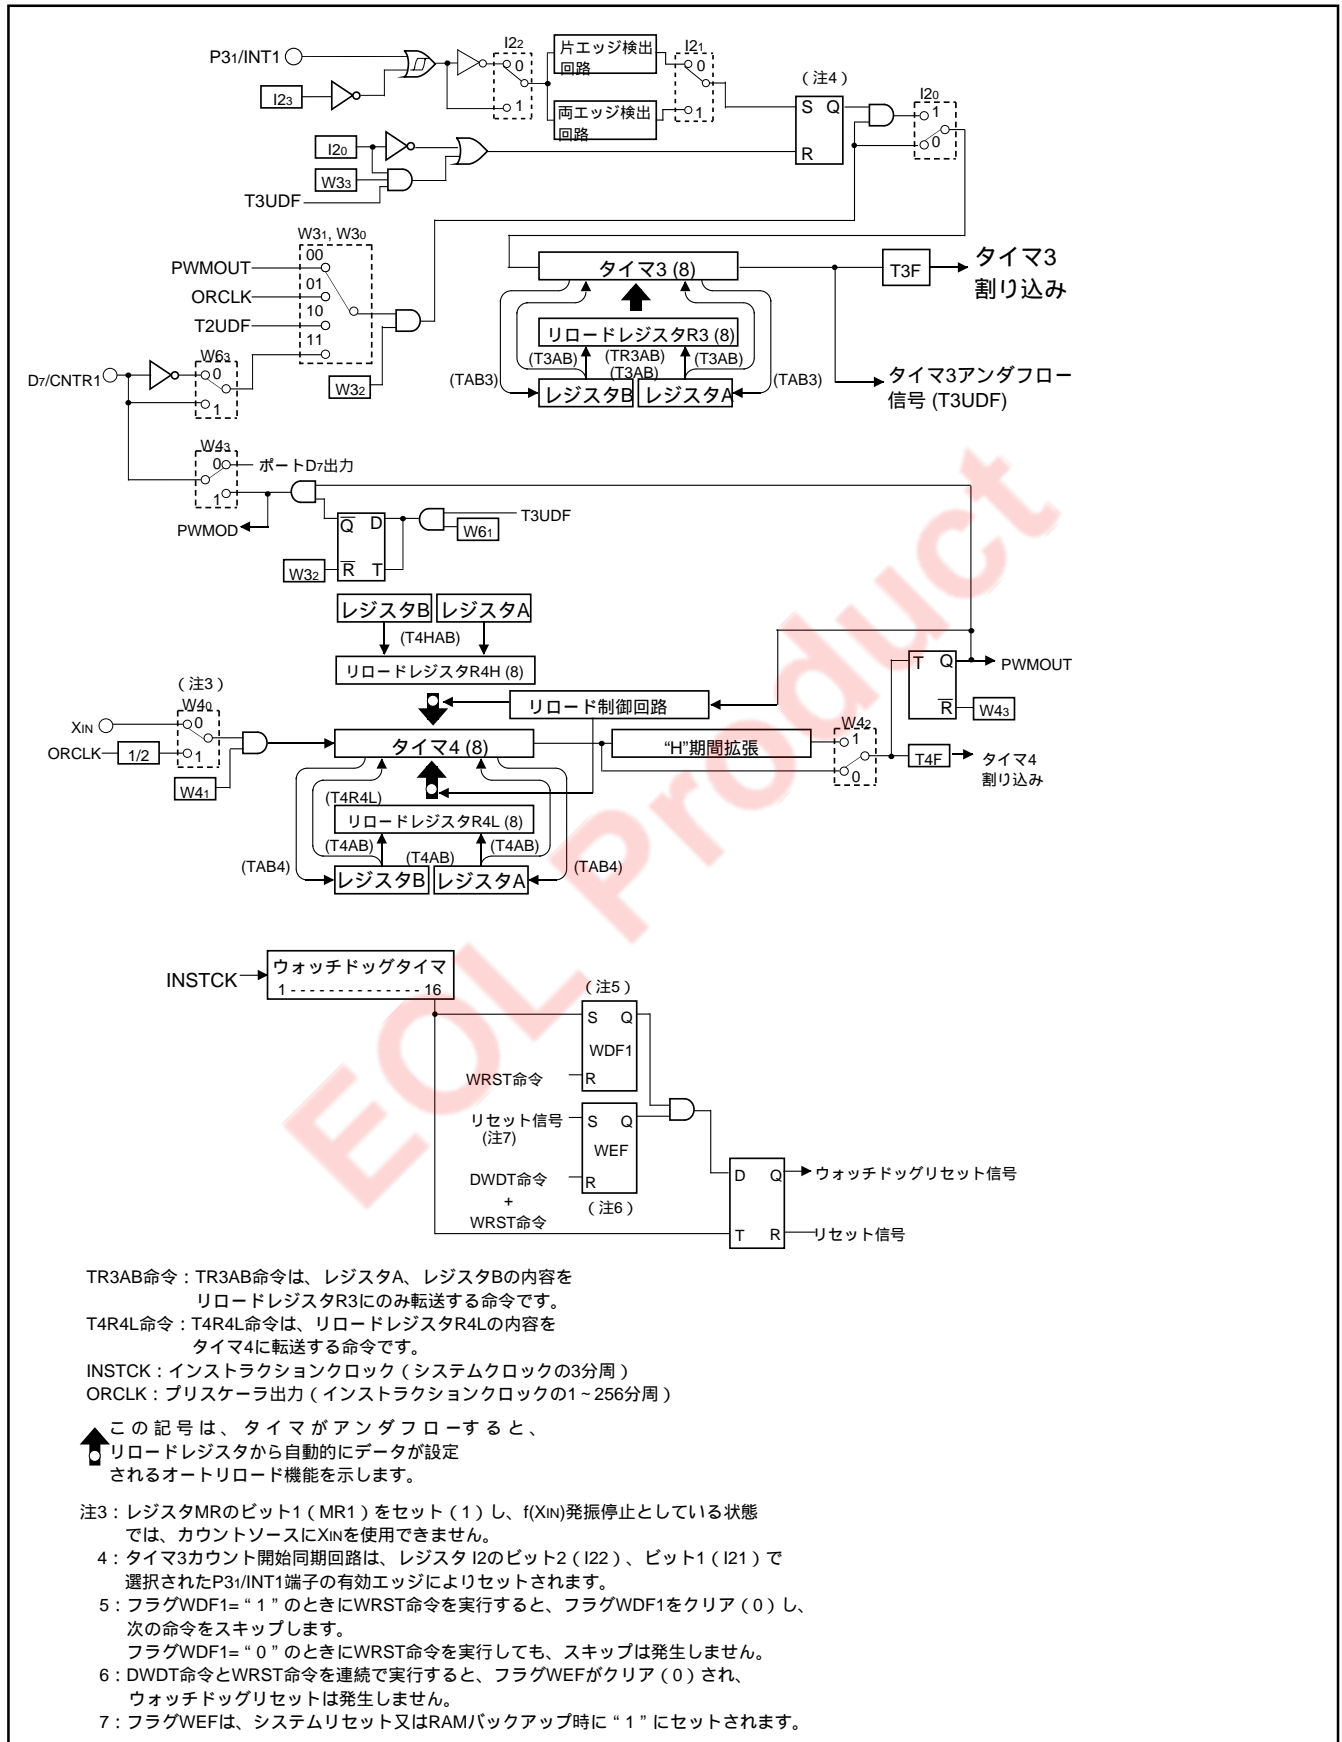 P31/INT1
I22
0
1
片エッジ検出
回路
両エッジ検出
回路
I21
0
1
I23
（注4）
S Q
R
I20
1
0
I20
W33
T3UDF
W31, W30
00
01
10
11
PWMOUT
ORCLK
T2UDF
W32
D7/CNTR1
W63
0
1
タイマ3 (8)
T3F
タイマ3
割り込み
リロードレジスタR3 (8)
(T3AB)
(TR3AB)
(T3AB)
(T3AB)
(TAB3)
レジスタB
レジスタA
(TAB3)
タイマ3アンダフロー
信号 (T3UDF)
W43
0
1
ポートD7出力
PWMOD
Q D
R T
T3UDF
W61
W32
レジスタB
レジスタA
(T4HAB)
リロードレジスタR4H (8)
リロード制御回路
T Q
R
PWMOUT
W43
（注3）
W40
0
1
XIN
ORCLK
1/2
W41
タイマ4 (8)
“H”期間拡張
W42
1
0
T4F
タイマ4
割り込み
(T4R4L)
リロードレジスタR4L (8)
(T4AB)
(T4AB)
(T4AB)
(TAB4)
レジスタB
レジスタA
(TAB4)
INSTCK
ウォッチドッグタイマ
1 - - - - - - - - - - - - - - 16
（注5）
S Q
WDF1
R
WRST命令
リセット信号
(注7)
S Q
WEF
R
DWDT命令
+
WRST命令
（注6）
D Q
T R
ウォッチドッグリセット信号
リセット信号
TR3AB命令：TR3AB命令は、レジスタA、レジスタBの内容を
リロードレジスタR3にのみ転送する命令です。
T4R4L命令：T4R4L命令は、リロードレジスタR4Lの内容を
タイマ4に転送する命令です。
INSTCK：インストラクションクロック（システムクロックの3分周）
ORCLK：プリスケーラ出力（インストラクションクロックの1～256分周）
この記号は、タイマがアンダフローすると、
リロードレジスタから自動的にデータが設定
されるオートリロード機能を示します。
注3：レジスタMRのビット1（MR1）をセット（1）し、f(XIN)発振停止としている状態
では、カウントソースにXINを使用できません。
4：タイマ3カウント開始同期回路は、レジスタ I2のビット2（I22）、ビット1（I21）で
選択されたP31/INT1端子の有効エッジによりセットされます。
5：フラグWDF1=“1”のときにWRST命令を実行すると、フラグWDF1をクリア（0）し、
次の命令をスキップします。
フラグWDF1=“0”のときにWRST命令を実行しても、スキップは発生しません。
6：DWDT命令とWRST命令を連続で実行すると、フラグWEFがクリア（0）され、
ウォッチドッグリセットは発生しません。
7：フラグWEFは、システムリセット又はRAMバックアップ時に“1”にセットされます。
EOL Product